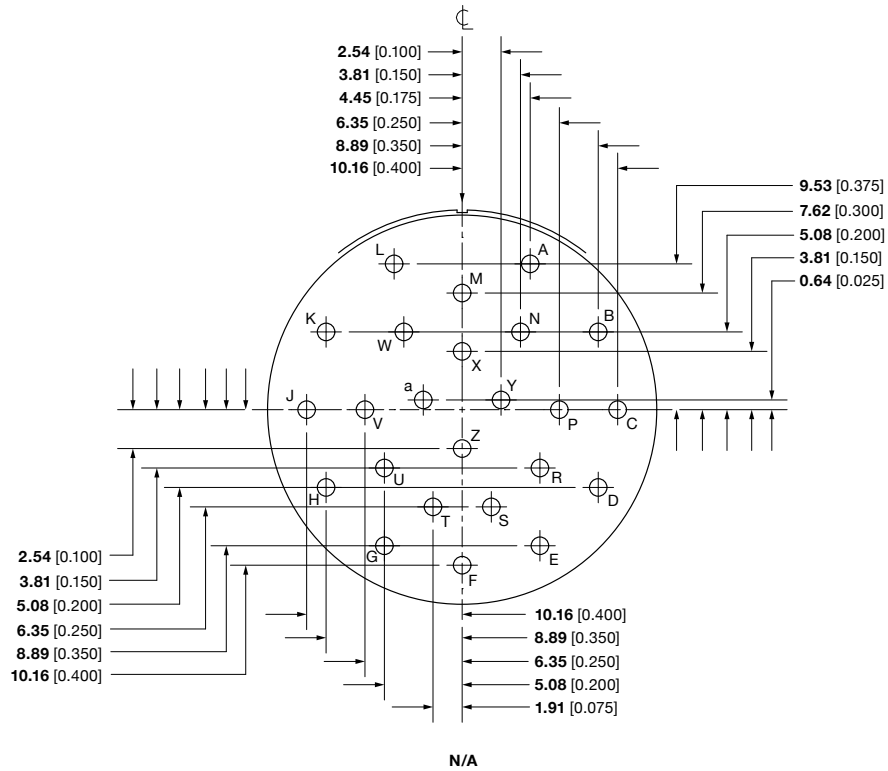 ℄
2.54 [0.100]
3.81 [0.150]
4.45 [0.175]
6.35 [0.250]
8.89 [0.350]
10.16 [0.400]
9.53 [0.375]
7.62 [0.300]
5.08 [0.200]
3.81 [0.150]
0.64 [0.025]
L
A
M
K
W
N
B
X
J
V
a
Y
P
C
Z
U
R
H
D
T
S
G
E
F
2.54 [0.100]
3.81 [0.150]
5.08 [0.200]
6.35 [0.250]
8.89 [0.350]
10.16 [0.400]
10.16 [0.400]
8.89 [0.350]
6.35 [0.250]
5.08 [0.200]
1.91 [0.075]
N/A